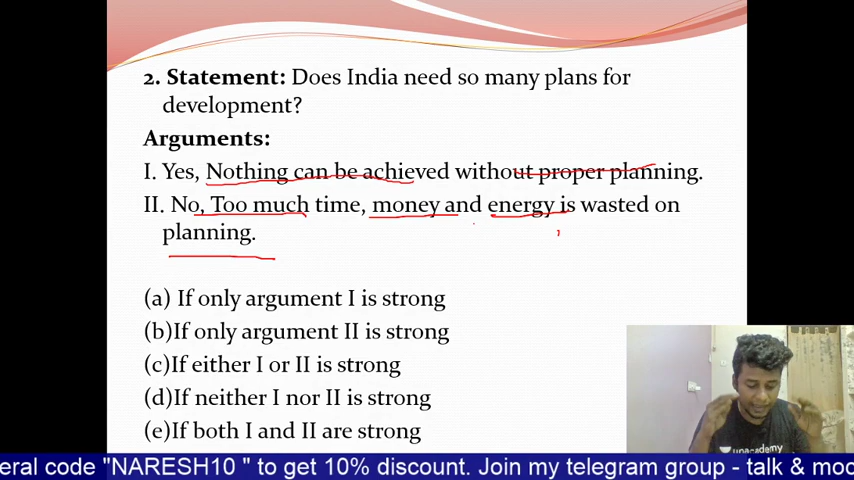 2. Statement: Does India need so many plans for
development?
Arguments:
I. Yes, Nothing can be achieved without proper planning.
II. No, Too much time, money and energy is wasted on
planning.
(a) If only argument I is strong
(b)If only argument II is strong
(c)If either I or II is strong
(d)If neither I nor II is strong
(e)If both I and II are strong
unacademy
eral code "NARESH10 " to get 10% discount. Join my telegram group - talk & moc